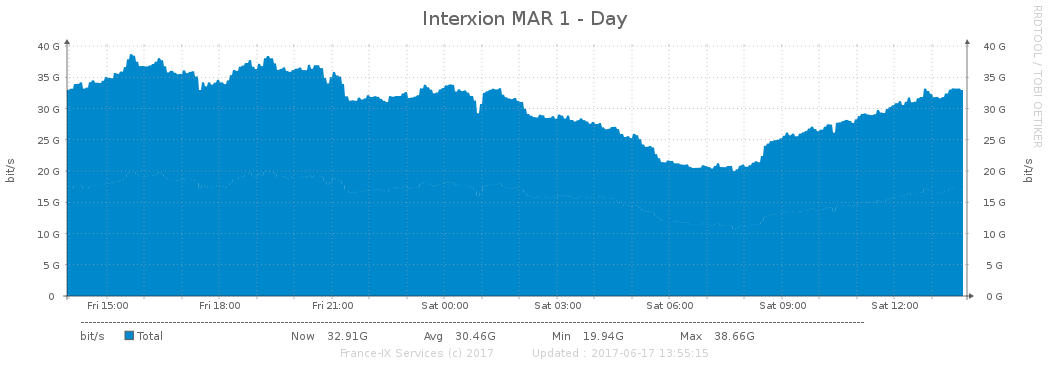 Interxion MAR 1 - Day
RRDTOOL / TOBI OETIKER
bit/s
bit/s
40 G 40 G
35 G 35 G
30 G 30 G
25 G 25 G
20 G 20 G
15 G 15 G
10 G 10 G
5 G 5 G
0 0 G
Fri 15:00 Fri 18:00 Fri 21:00 Sat 00:00 Sat 03:00 Sat 06:00 Sat 09:00 Sat 12:00
bit/s Total Now 32.91G Avg 30.46G Min 19.94G Max 38.66G
France-IX Services (c) 2017 Updated : 2017-06-17 13:55:15